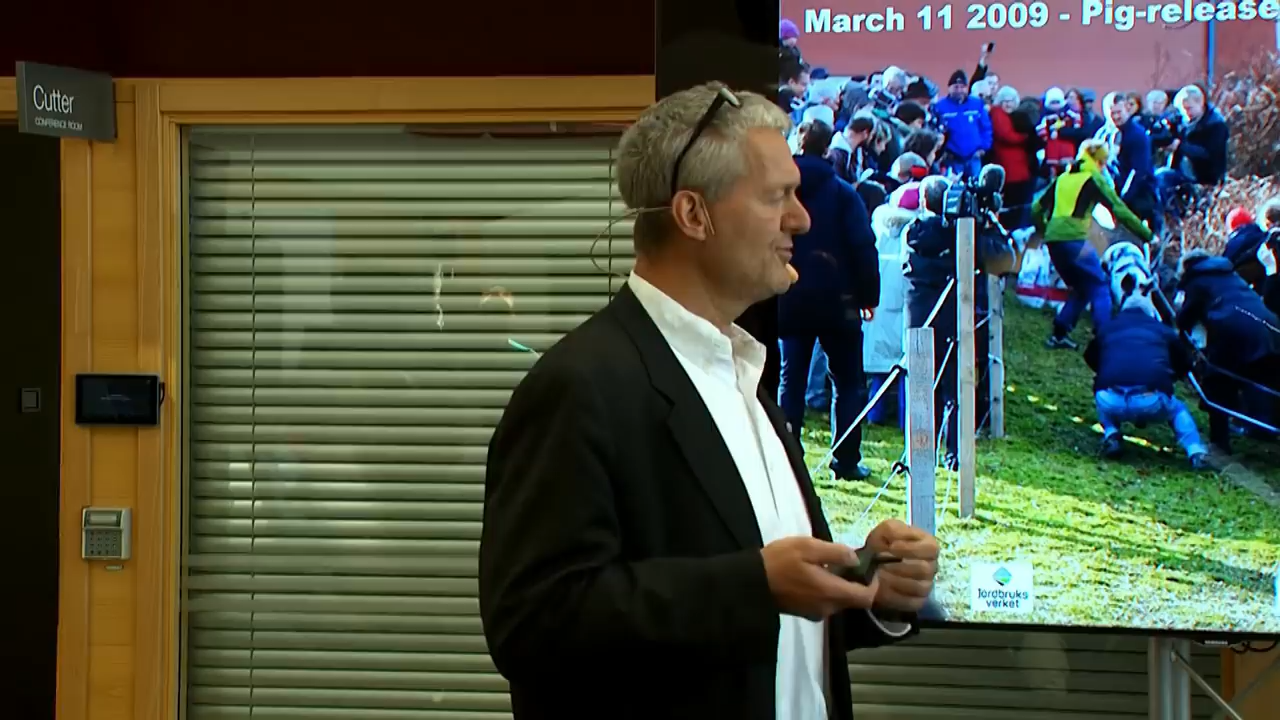 Cutter
CONFERENCE ROOM
March 11 2009 - Pig-release
Jordbruks
verket